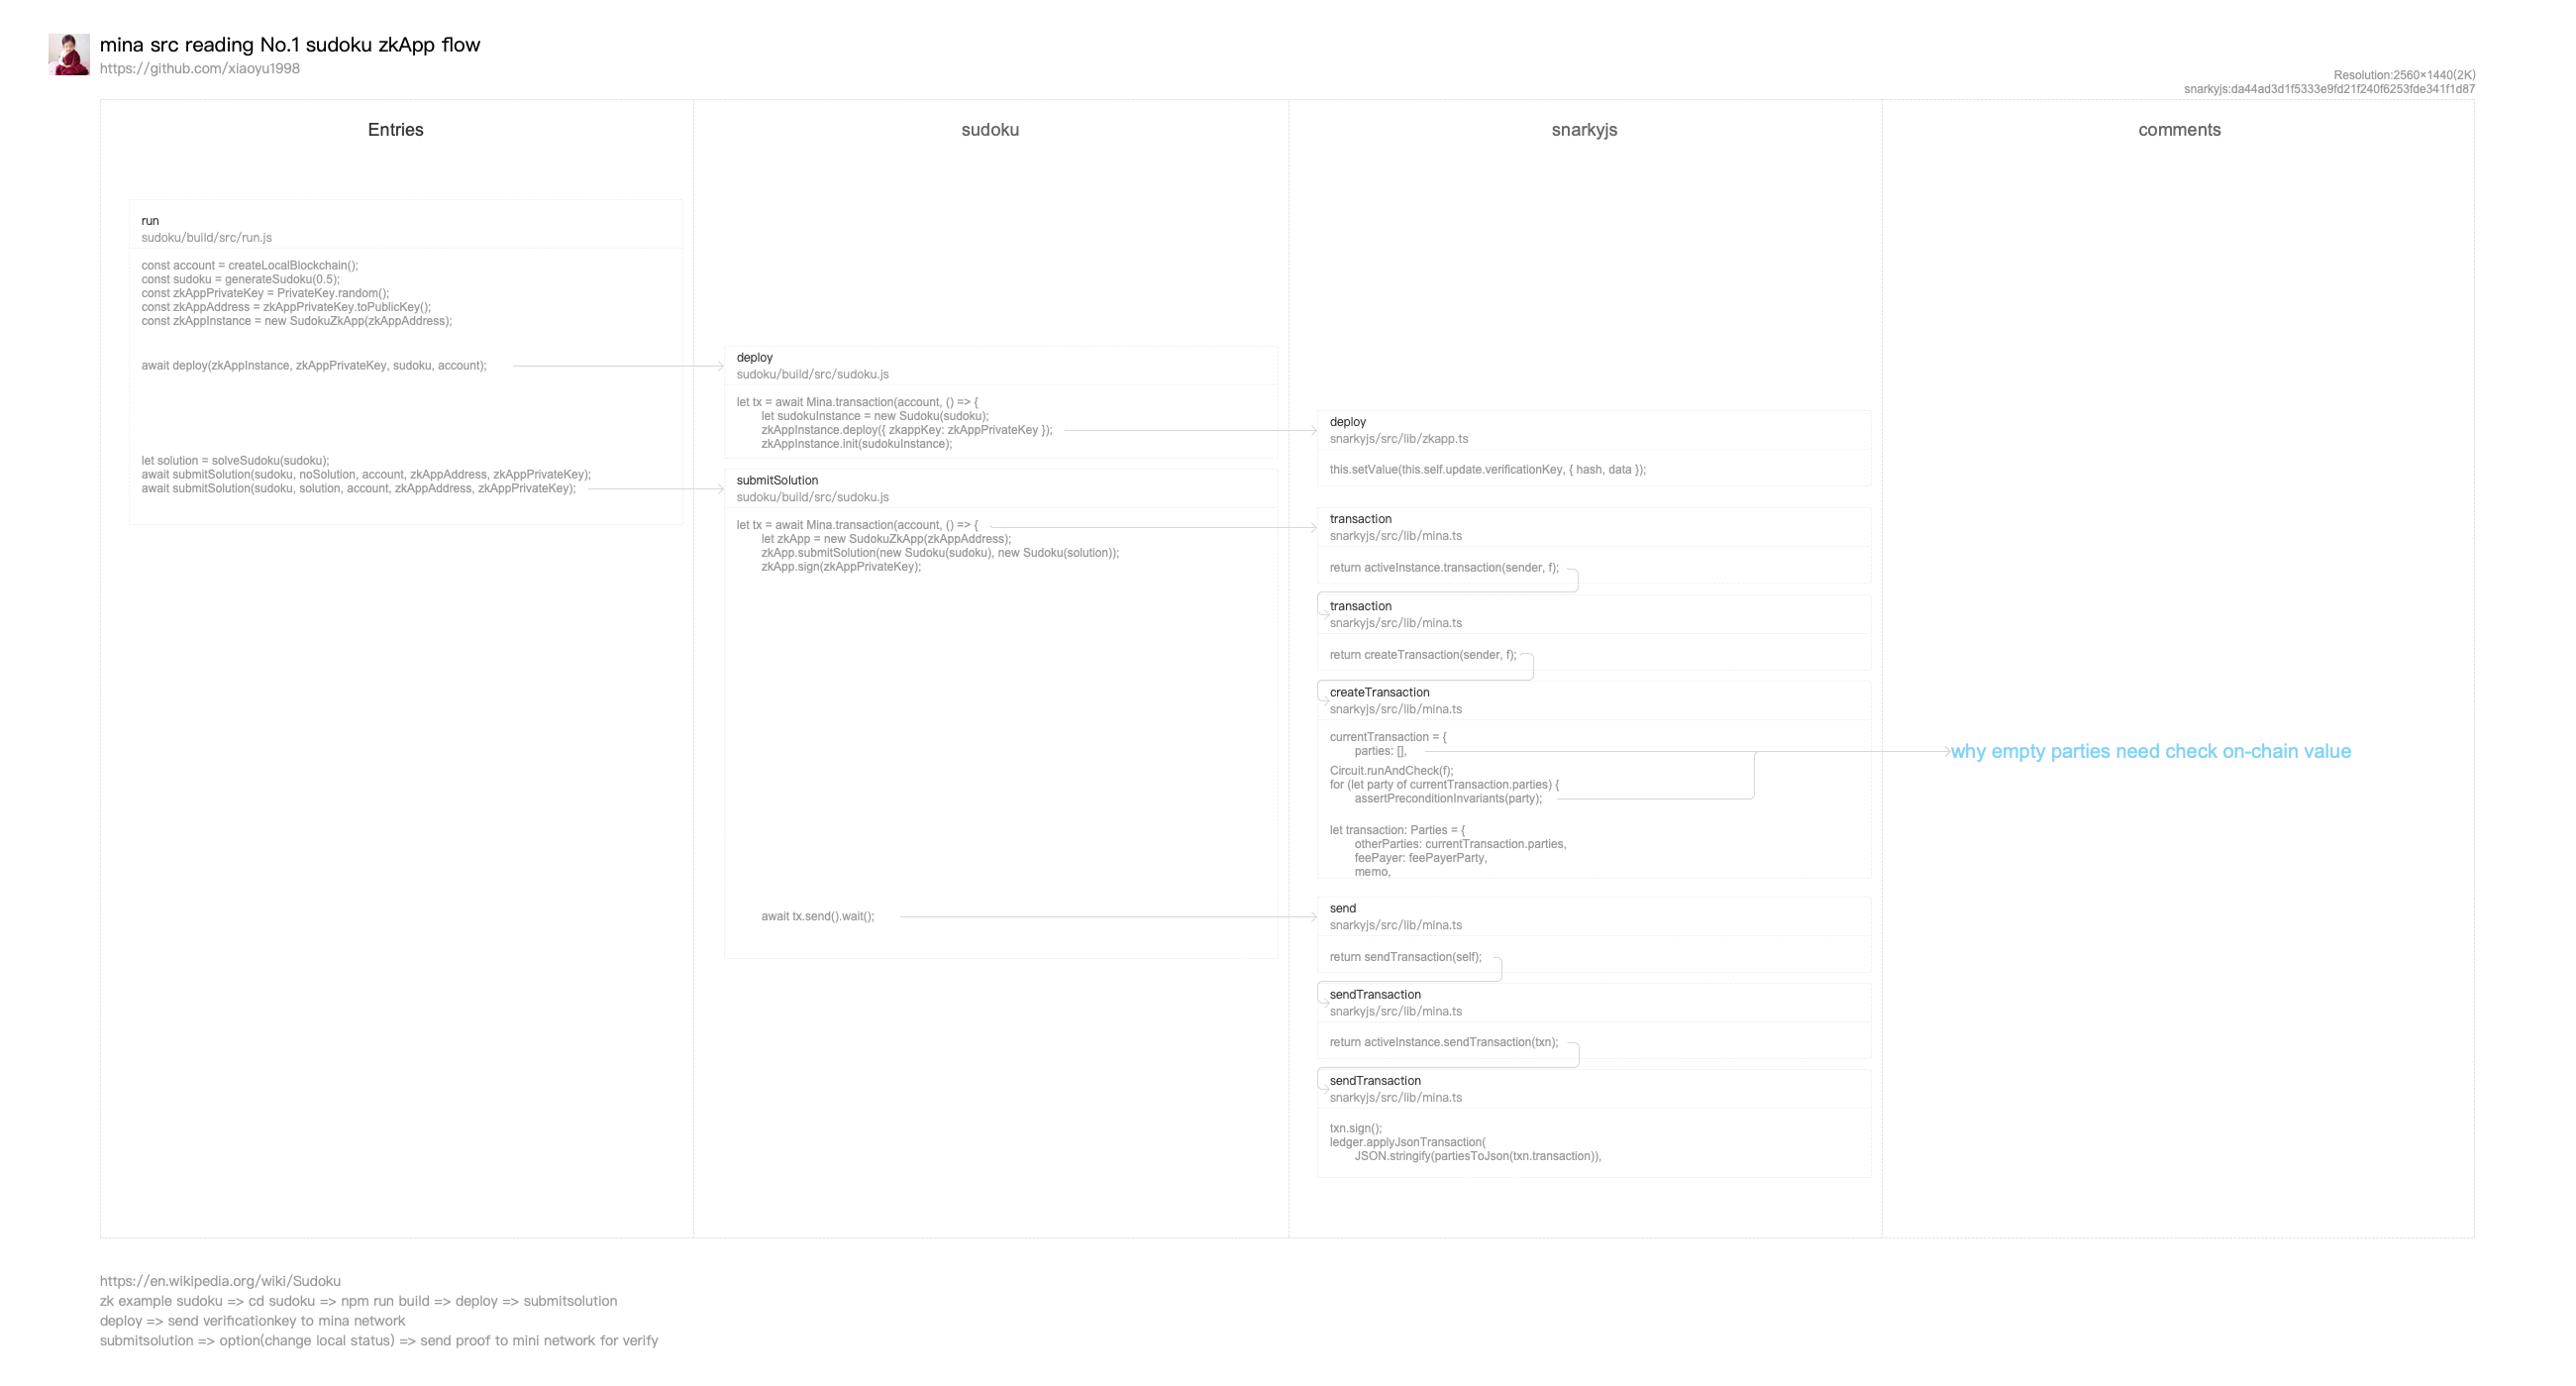 mina src reading No.1 sudoku zkApp flow
https://github.com/xiaoyu1998
Resolution:2560×1440(2K)
snarkyjs:da44ad3d1f5333e9fd21f240f6253fde341f1d87
Entries
sudoku
snarkyjs
comments
run
sudoku/build/src/run.js
const account = createLocalBlockchain();
const sudoku = generateSudoku(0.5);
const zkAppPrivateKey = PrivateKey.random();
const zkAppAddress = zkAppPrivateKey.toPublicKey();
const zkAppInstance = new SudokuZkApp(zkAppAddress);
await deploy(zkAppInstance, zkAppPrivateKey, sudoku, account);
let solution = solveSudoku(sudoku);
await submitSolution(sudoku, noSolution, account, zkAppAddress, zkAppPrivateKey);
await submitSolution(sudoku, solution, account, zkAppAddress, zkAppPrivateKey);
deploy
sudoku/build/src/sudoku.js
let tx = await Mina.transaction(account, () => {
let sudokuInstance = new Sudoku(sudoku);
zkAppInstance.deploy({ zkappKey: zkAppPrivateKey });
zkAppInstance.init(sudokuInstance);
submitSolution
sudoku/build/src/sudoku.js
let tx = await Mina.transaction(account, () => {
let zkApp = new SudokuZkApp(zkAppAddress);
zkApp.submitSolution(new Sudoku(sudoku), new Sudoku(solution));
zkApp.sign(zkAppPrivateKey);
await tx.send().wait();
deploy
snarkyjs/src/lib/zkapp.ts
this.setValue(this.self.update.verificationKey, { hash, data });
transaction
snarkyjs/src/lib/mina.ts
return activeInstance.transaction(sender, f);
transaction
snarkyjs/src/lib/mina.ts
return createTransaction(sender, f);
createTransaction
snarkyjs/src/lib/mina.ts
currentTransaction = {
parties: [],
Circuit.runAndCheck(f);
for (let party of currentTransaction.parties) {
assertPreconditionInvariants(party);
let transaction: Parties = {
otherParties: currentTransaction.parties,
feePayer: feePayerParty,
memo,
send
snarkyjs/src/lib/mina.ts
return sendTransaction(self);
sendTransaction
snarkyjs/src/lib/mina.ts
return activeInstance.sendTransaction(txn);
sendTransaction
snarkyjs/src/lib/mina.ts
txn.sign();
ledger.applyJsonTransaction(
JSON.stringify(partiesToJson(txn.transaction)),
why empty parties need check on-chain value
https://en.wikipedia.org/wiki/Sudoku
zk example sudoku => cd sudoku => npm run build => deploy => submitsolution
deploy => send verificationkey to mina network
submitsolution => option(change local status) => send proof to mini network for verify